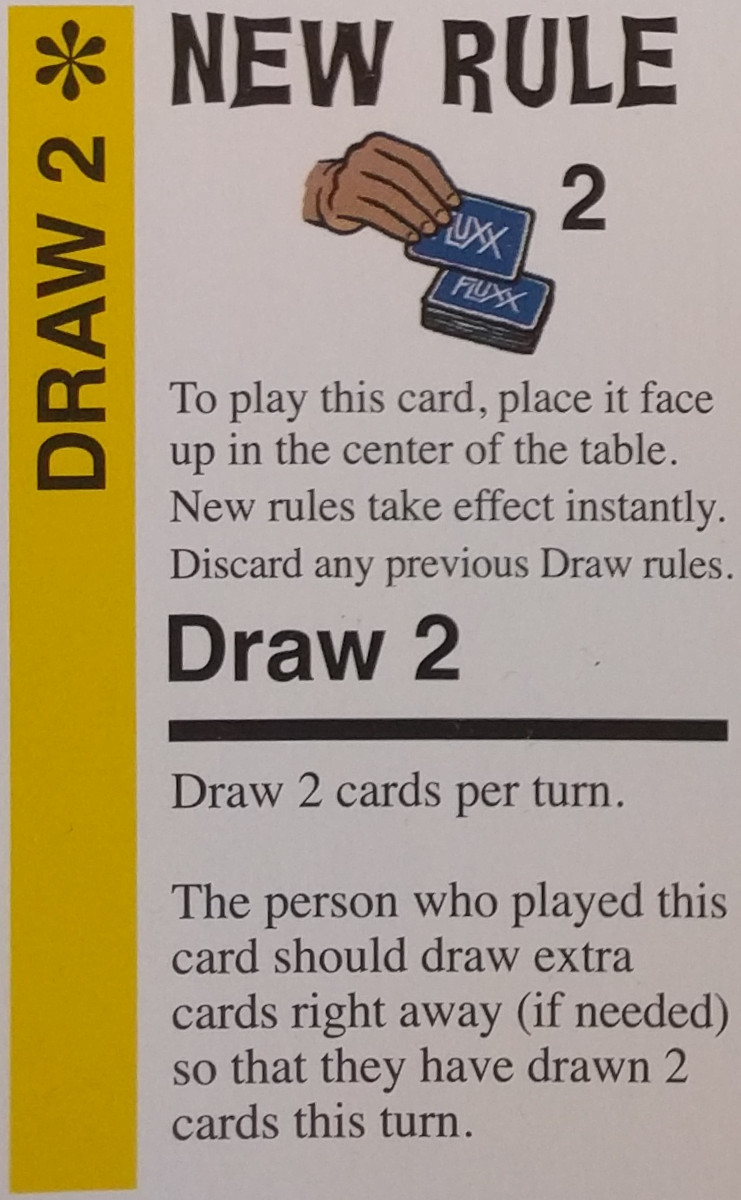 DRAW 2 *
NEW RULE
2
LUXX
FLUXX
To play this card, place it face
up in the center of the table.
New rules take effect instantly.
Discard any previous Draw rules.
Draw 2
Draw 2 cards per turn.
The person who played this
card should draw extra
cards right away (if needed)
so that they have drawn 2
cards this turn.